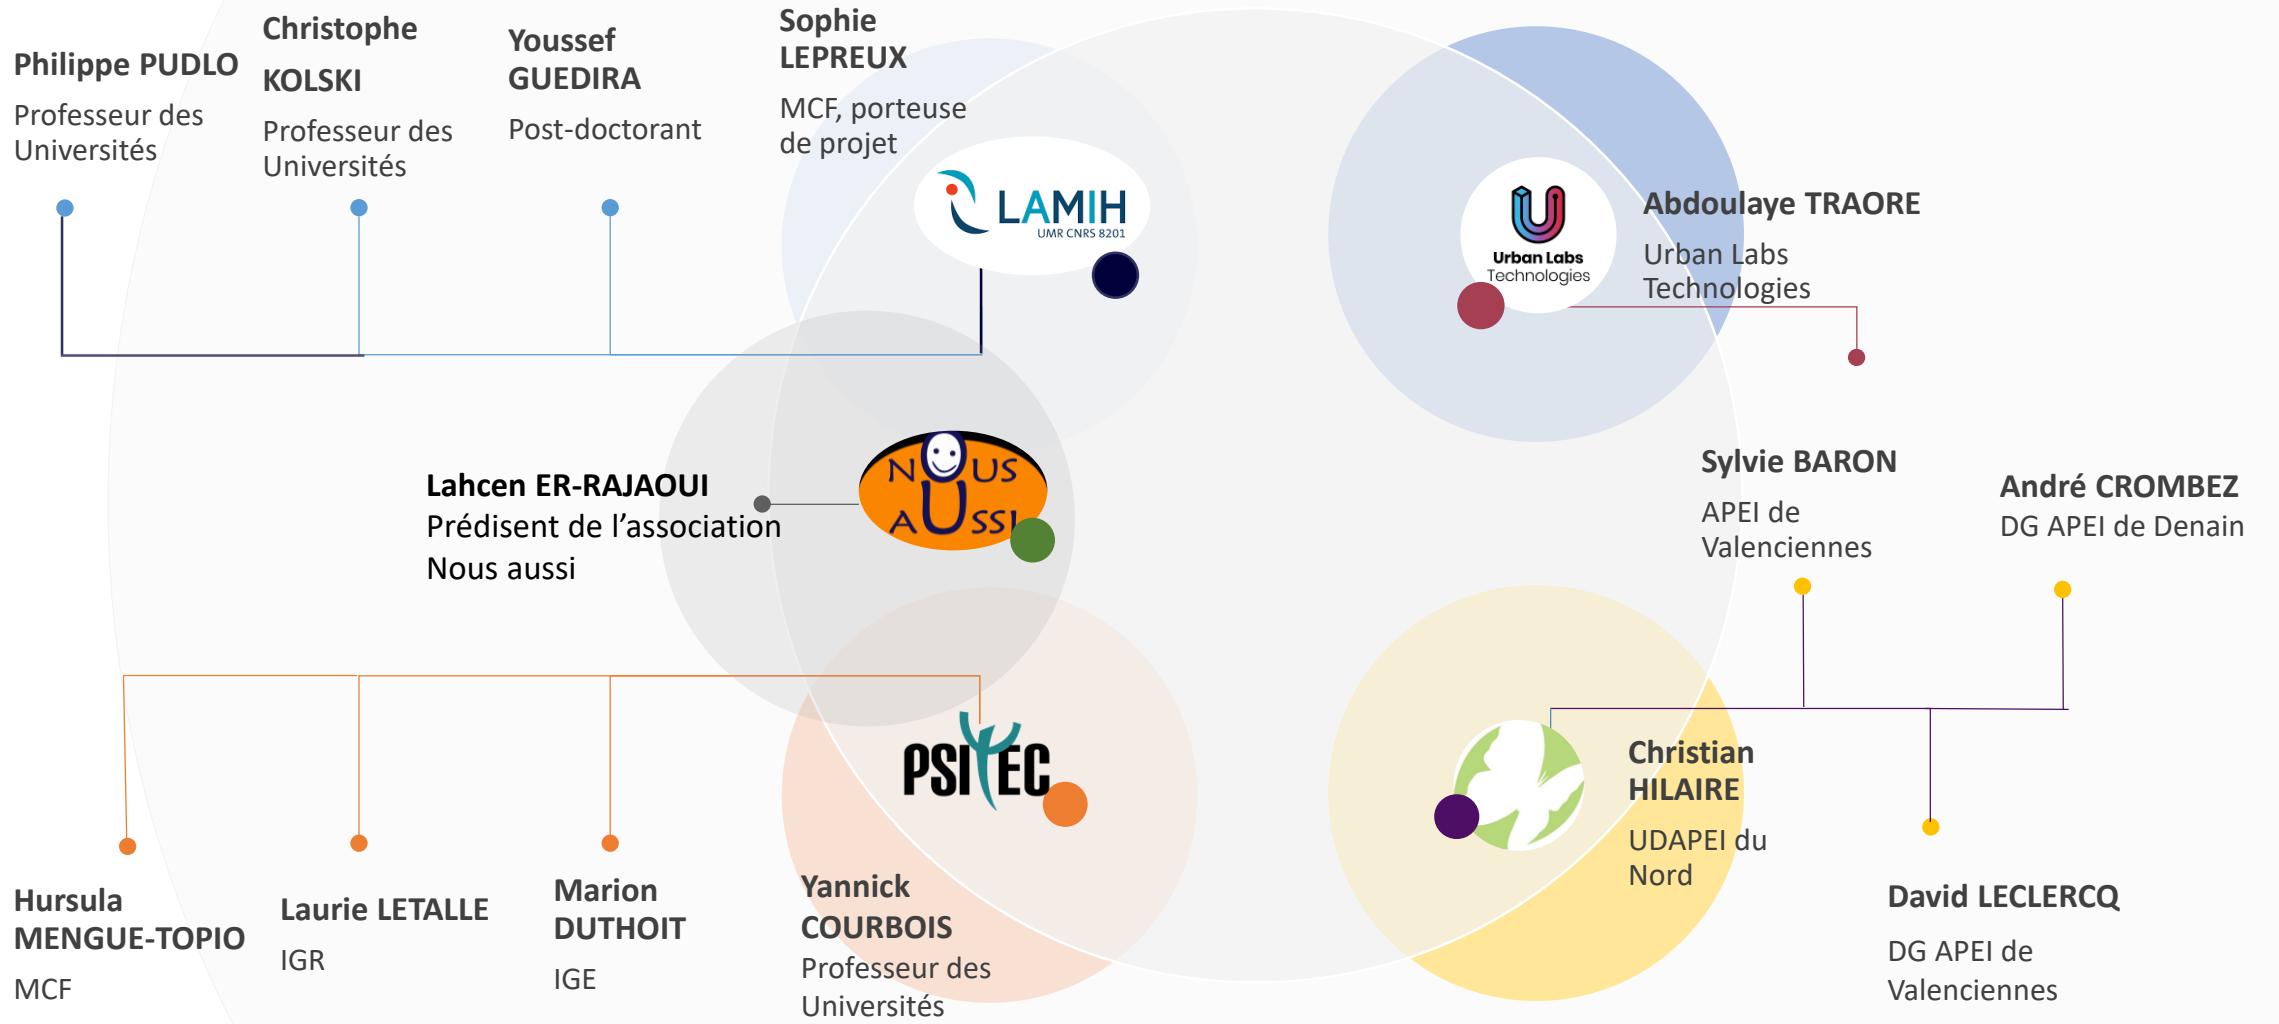 Philippe PUDLO
Professeur des
Universités
Christophe
KOLSKI
Professeur des
Universités
Youssef
GUEDIRA
Post-doctorant
Sophie
LEPREUX
MCF, porteuse
de projet
LAMIH
UMR CNRS 8201
Urban Labs
Technologies
Abdoulaye TRAORE
Urban Labs
Technologies
Lahcen ER-RAJAOUI
Prédisent de l’association
Nous aussi
NOUS
AUSSI
Sylvie BARON
APEI de
Valenciennes
André CROMBEZ
DG APEI de Denain
PSITEC
Christian
HILAIRE
UDAPEI du
Nord
Hursula
MENGUE-TOPIO
MCF
Laurie LETALLE
IGR
Marion
DUTHOIT
IGE
Yannick
COURBOIS
Professeur des
Universités
David LECLERCQ
DG APEI de
Valenciennes